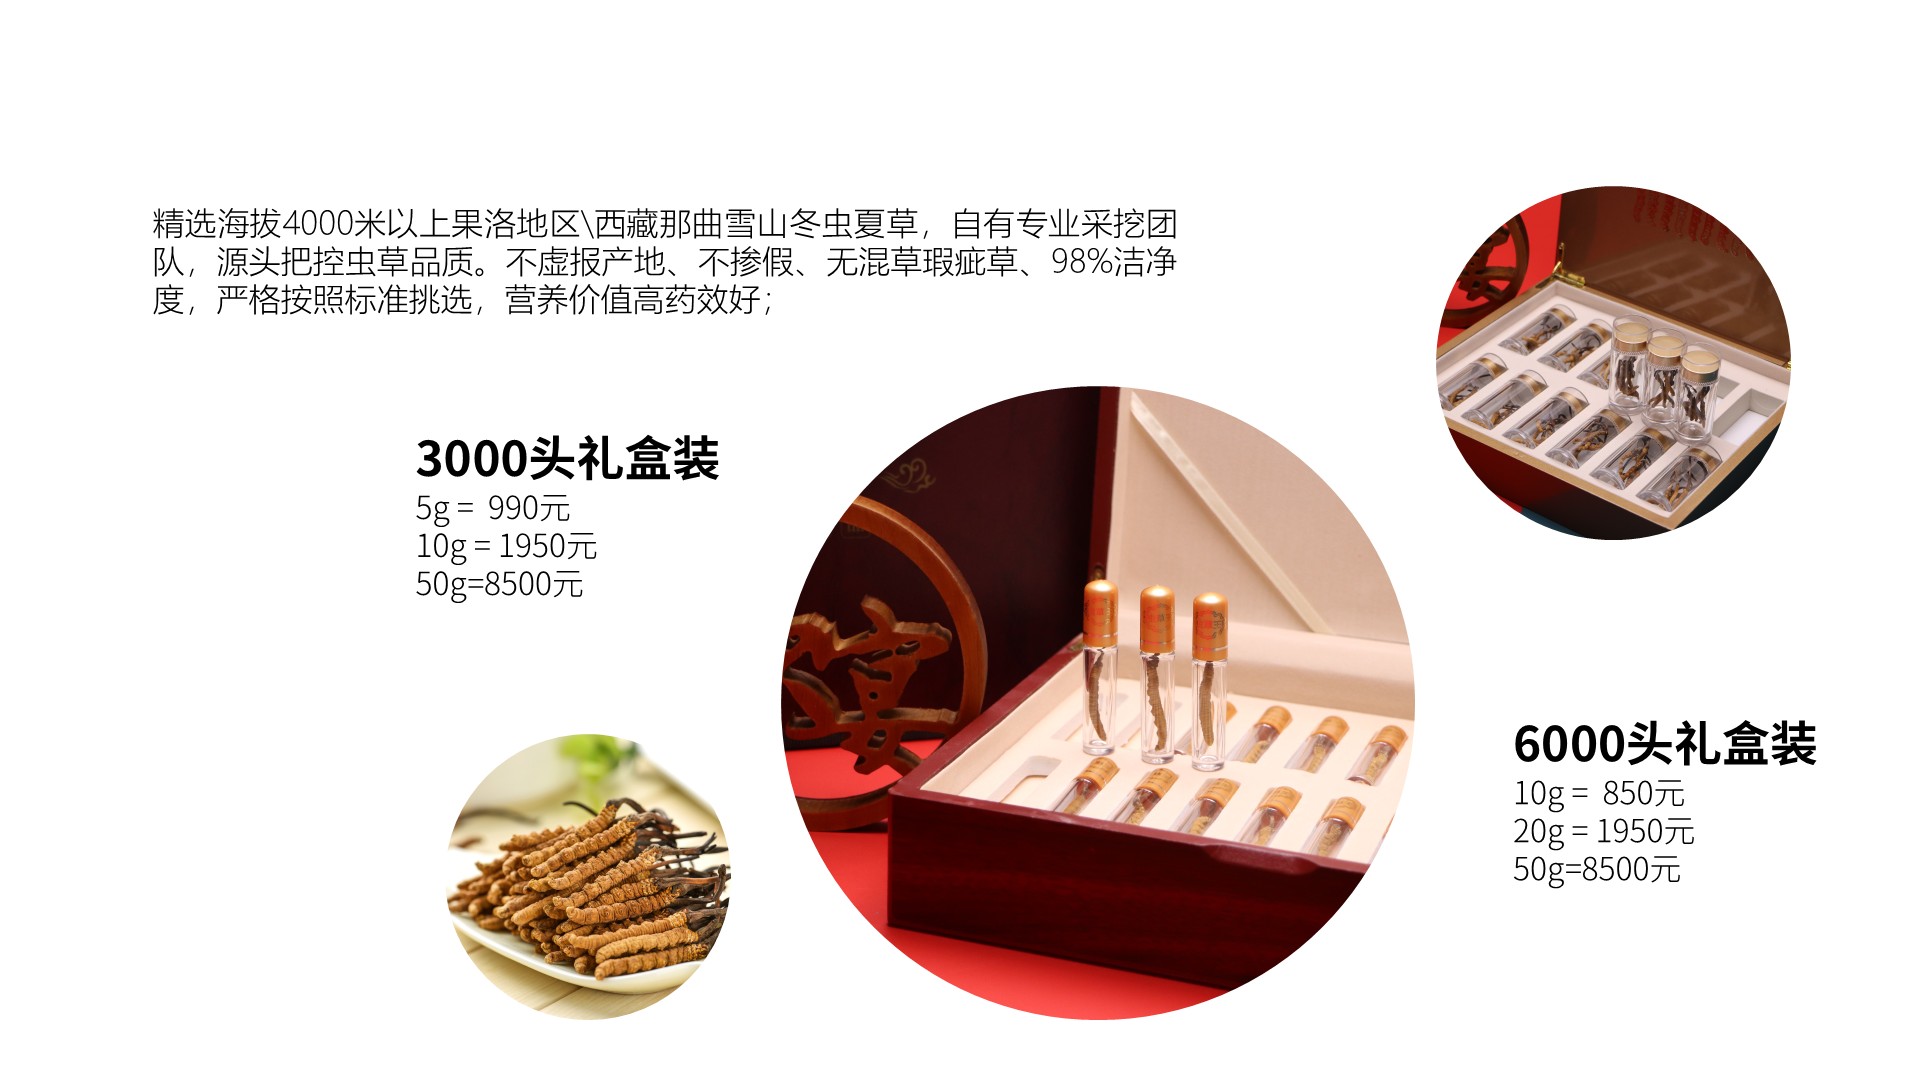 精选海拔4000米以上果洛地区\西藏那曲雪山冬虫夏草，自有专业采挖团
队，源头把控虫草品质。不虚报产地、不掺假、无混草瑕疵草、98%洁净
度，严格按照标准挑选，营养价值高药效好；
3000头礼盒装
5g =  990元
10g = 1950元
50g=8500元
宴
6000头礼盒装
10g =  850元
20g = 1950元
50g=8500元